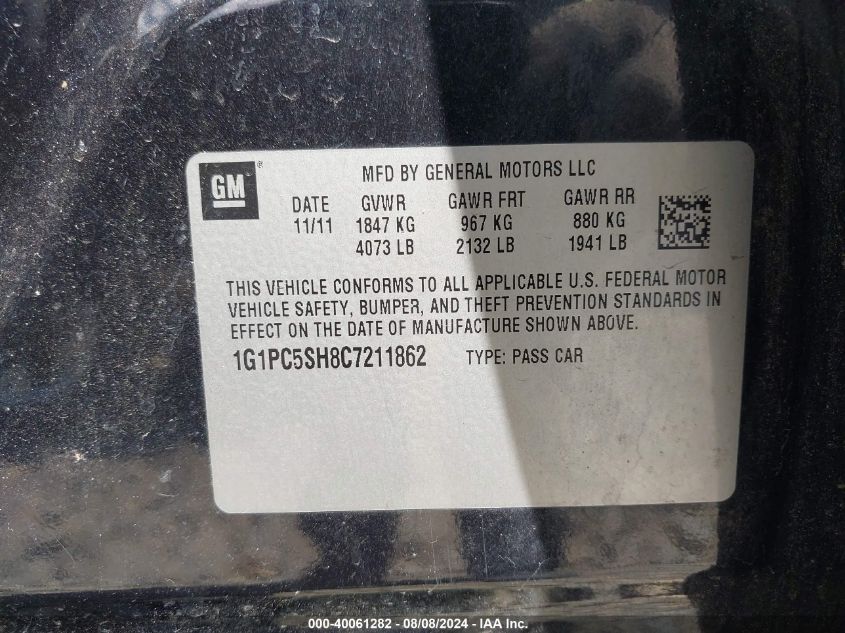 GM ®
MFD BY GENERAL MOTORS LLC
DATE GVWR GAWR FRT GAWR RR
11/11 1847 KG 967 KG 880 KG
4073 LB 2132 LB 1941 LB
THIS VEHICLE CONFORMS TO ALL APPLICABLE U.S. FEDERAL MOTOR
VEHICLE SAFETY, BUMPER, AND THEFT PREVENTION STANDARDS IN
EFFECT ON THE DATE OF MANUFACTURE SHOWN ABOVE.
1G1PC5SH8C7211862 TYPE: PASS CAR
000-40061282 - 08/08/2024 - IAA Inc.